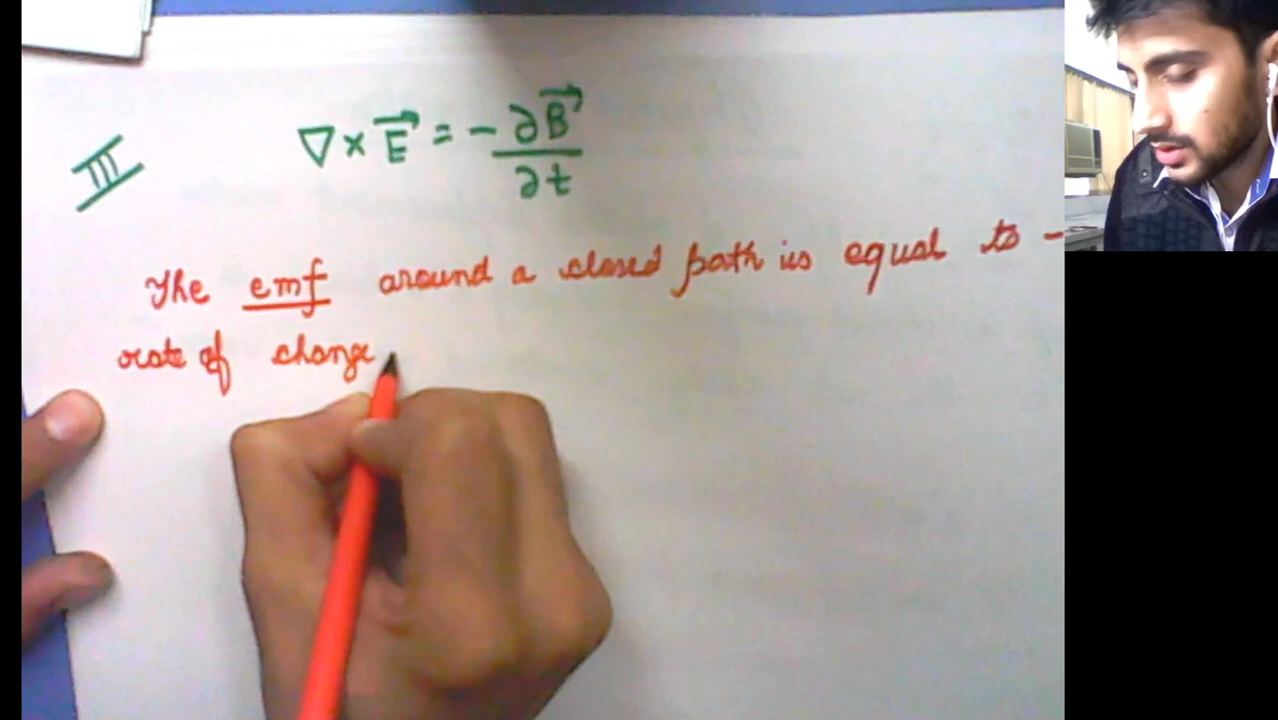 III ∇ × E⃗ = - ∂B⃗ / ∂t
The emf around a closed path is equal to -
rate of change